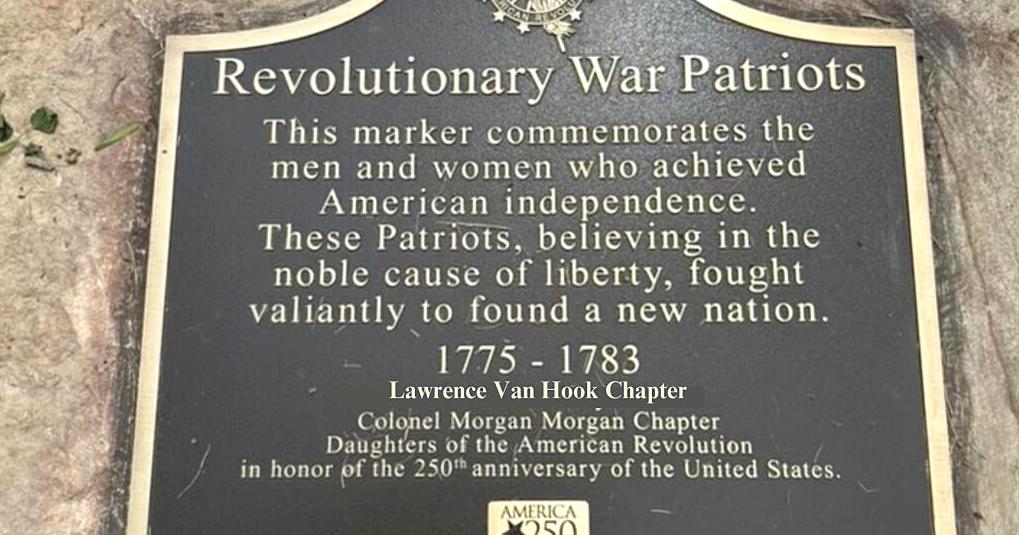 AMERICAN REVOLU
Revolutionary War Patriots
This marker commemorates the
men and women who achieved
American independence.
These Patriots, believing in the
noble cause of liberty, fought
valiantly to found a new nation.
1775 - 1783
Lawrence Van Hook Chapter
Colonel Morgan Morgan Chapter
Daughters of the American Revolution
in honor of the 250th anniversary of the United States.
AMERICA
250